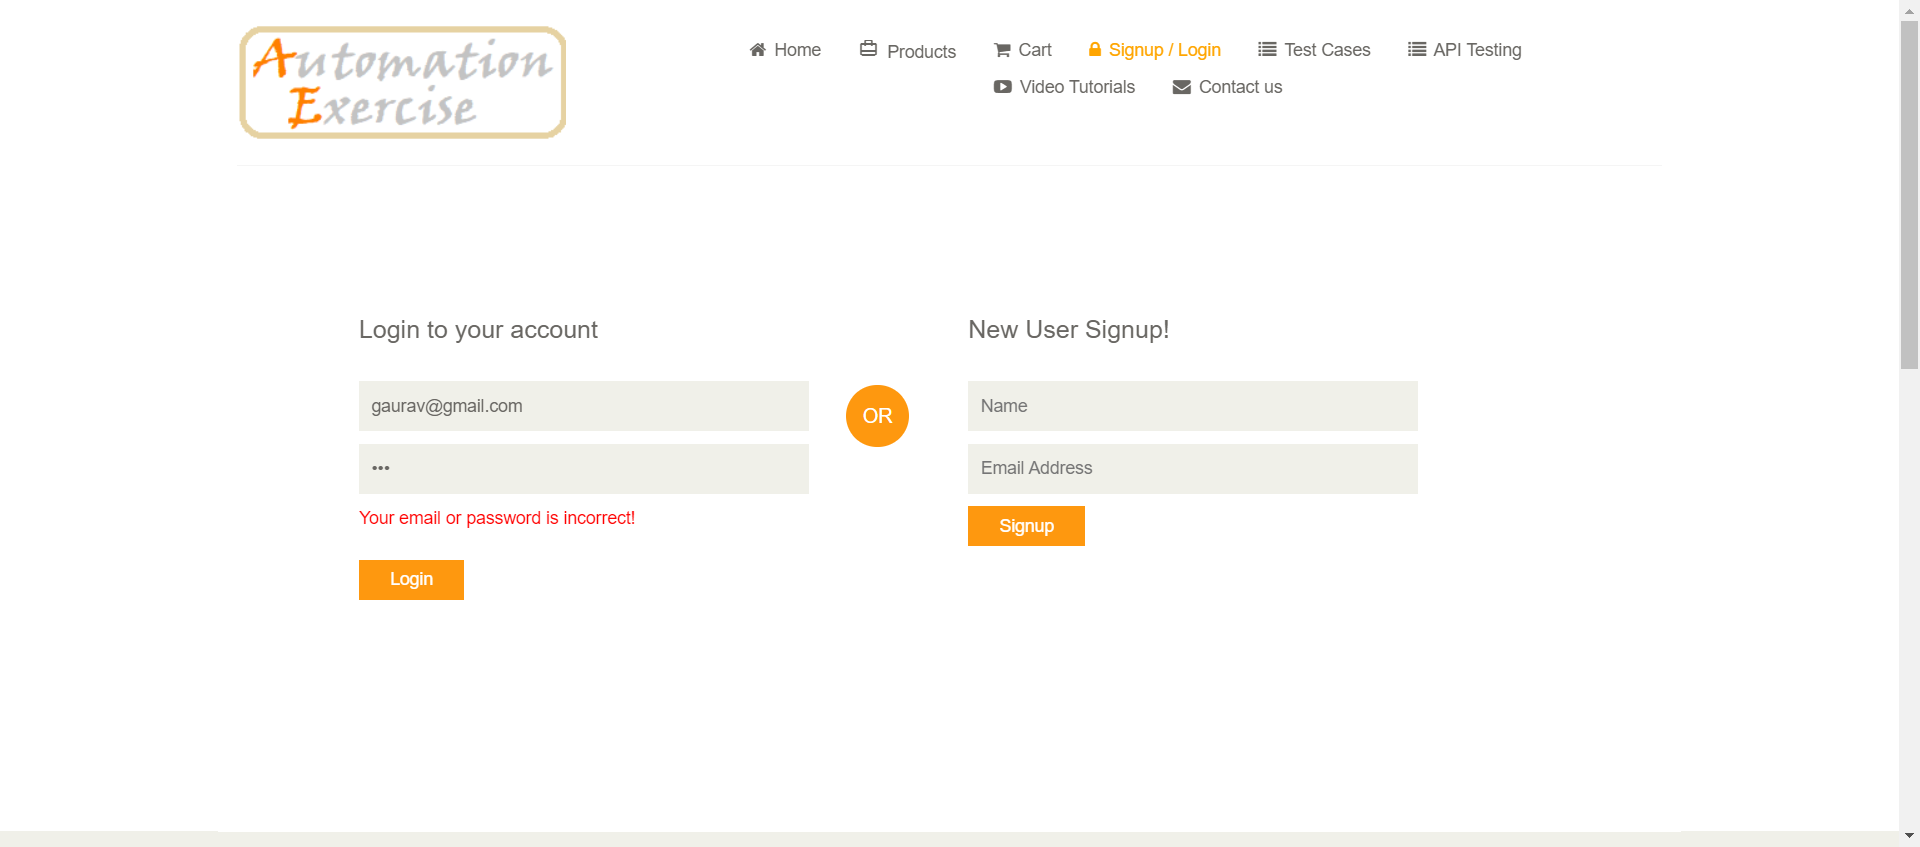 Automation
Exercise
Home Products Cart Signup / Login Test Cases API Testing
Video Tutorials Contact us
Login to your account
gaurav@gmail.com
•••
Your email or password is incorrect!
Login
OR
New User Signup!
Name
Email Address
Signup